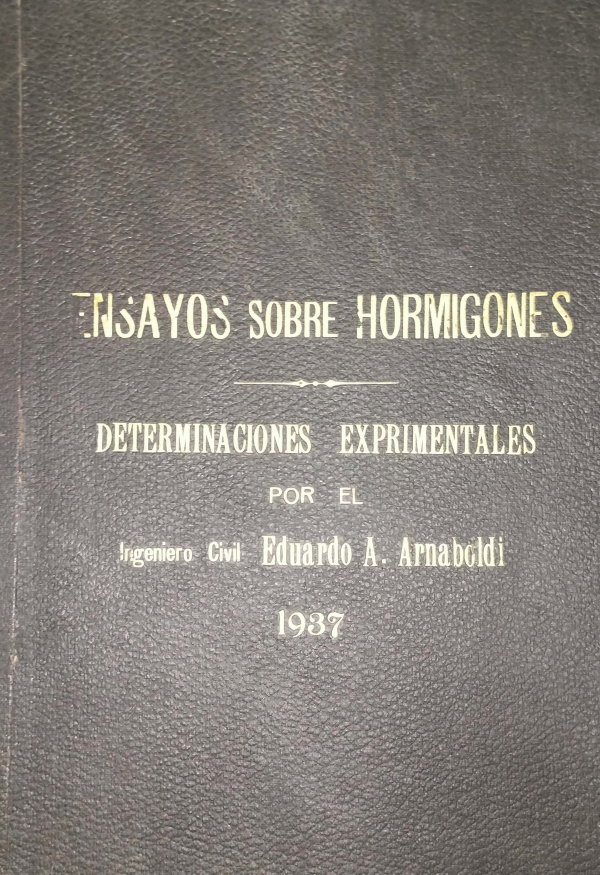 ENSAYOS SOBRE HORMIGONES
DETERMINACIONES EXPRIMENTALES
POR EL
Ingeniero Civil Eduardo A. Arnaboldi
1937